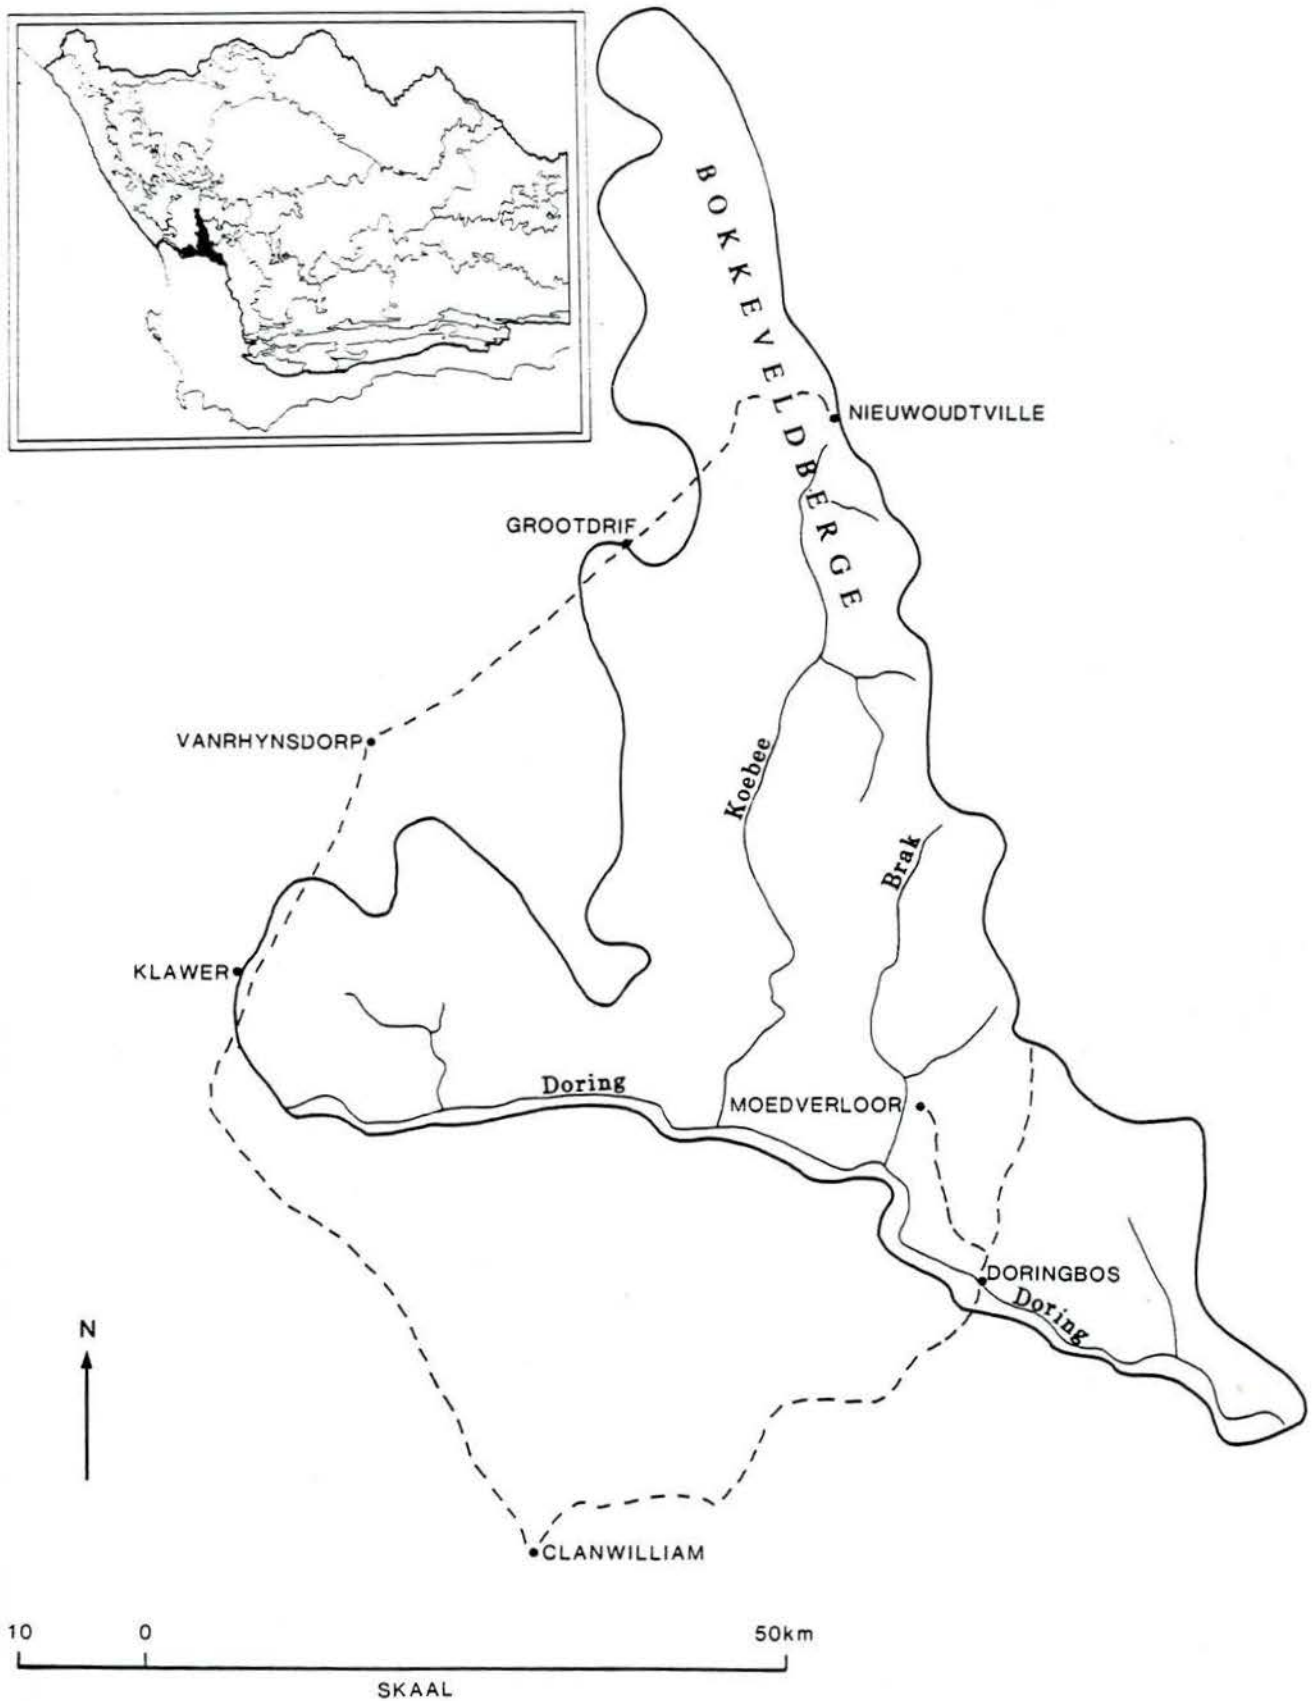 BOKKEVELDBERGE
NIEUWOUDTVILLE
GROOTDRIF
VANRHYNSDORP
Koebee
Brak
KLAWER
Doring
MOEDVERLOOR
DORINGBOS
Doring
N
CLANWILLIAM
10 0 50km
SKAAL